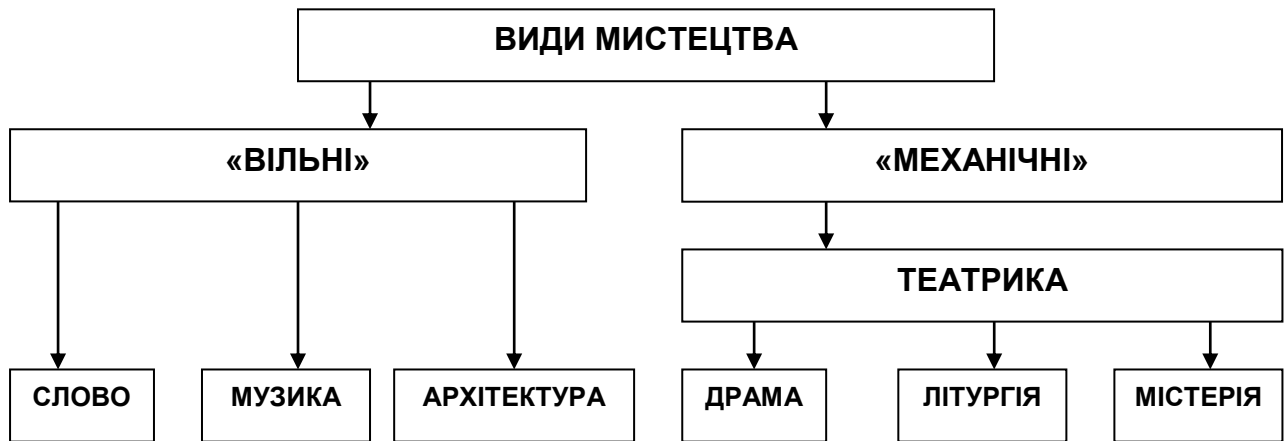 ВИДИ МИСТЕЦТВА
«ВІЛЬНІ»
«МЕХАНІЧНІ»
ТЕАТРИКА
СЛОВО
МУЗИКА
АРХІТЕКТУРА
ДРАМА
ЛІТУРГІЯ
МІСТЕРІЯ